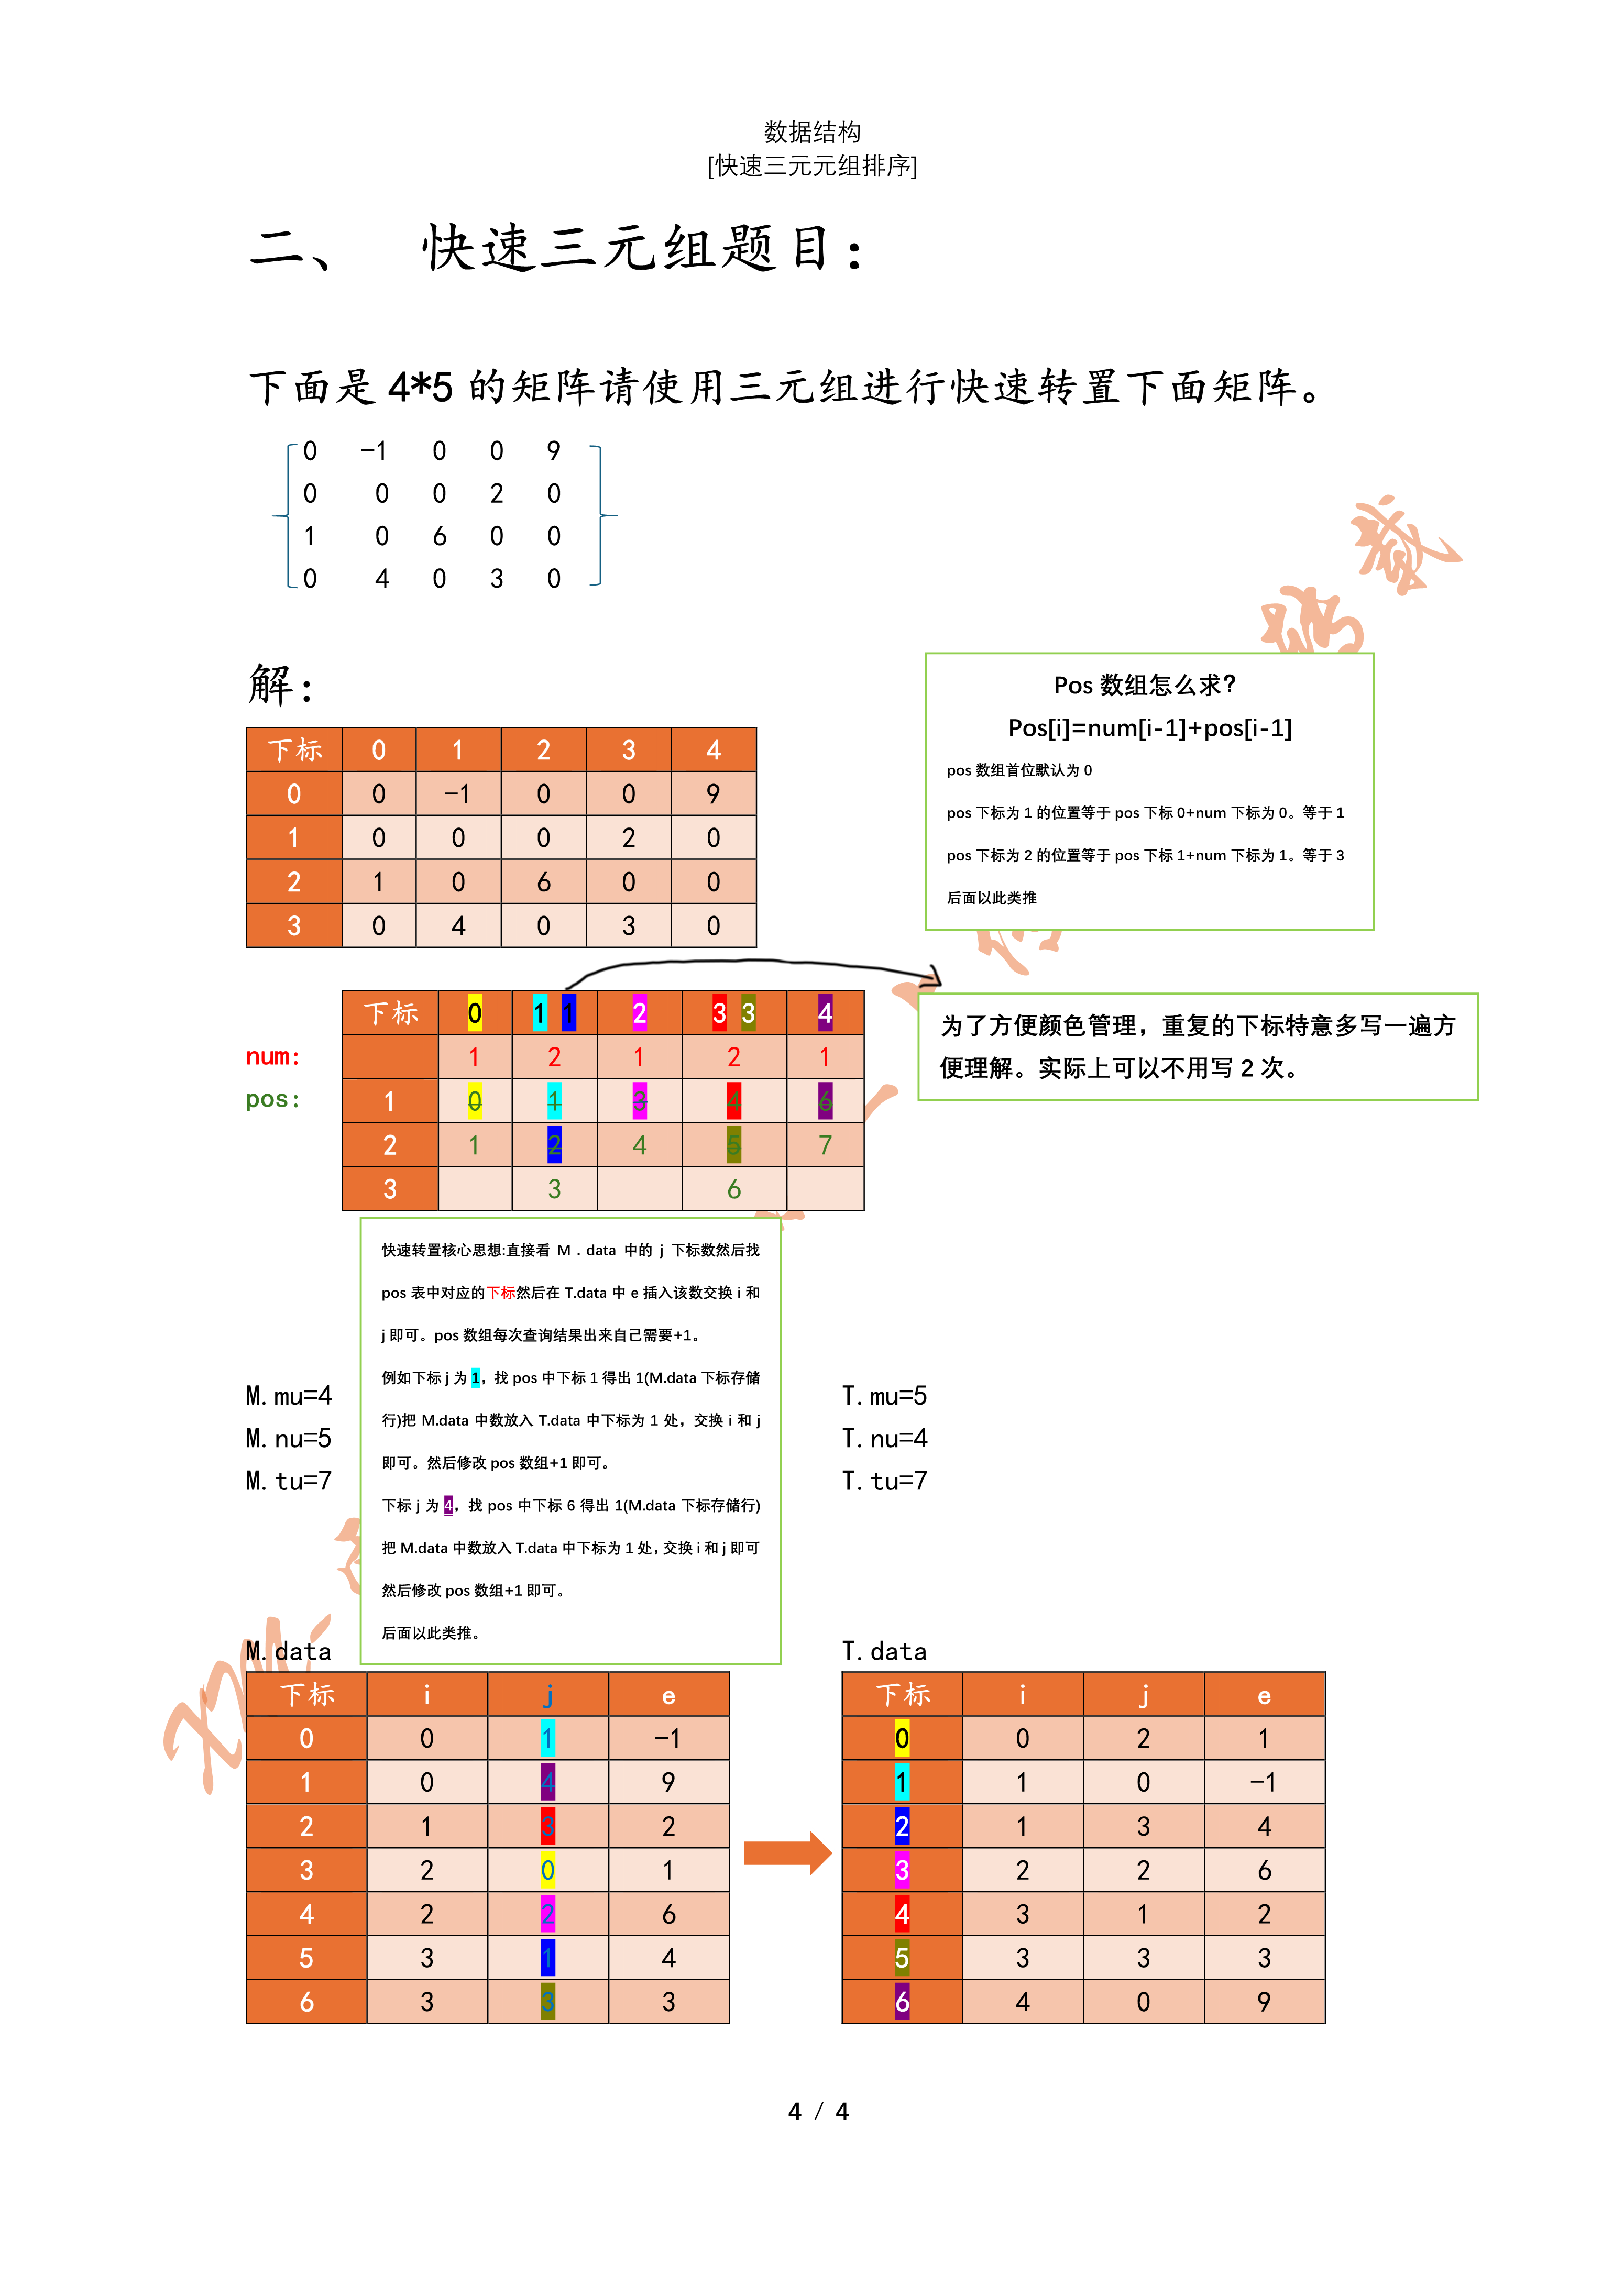 数据结构
[快速三元元组排序]
二、 快速三元组题目：
下面是 4*5 的矩阵请使用三元组进行快速转置下面矩阵。
0 -1 0 0 9
0 0 0 2 0
1 0 6 0 0
0 4 0 3 0
解：
下标 0 1 2 3 4
0 0 -1 0 0 9
1 0 0 0 2 0
2 1 0 6 0 0
3 0 4 0 3 0
Pos 数组怎么求？
Pos[i]=num[i-1]+pos[i-1]
pos 数组首位默认为 0
pos 下标为 1 的位置等于 pos 下标 0+num 下标为 0。等于 1
pos 下标为 2 的位置等于 pos 下标 1+num 下标为 1。等于 3
后面以此类推
下标 0 1 1 2 3 3 4
num: 1 2 1 2 1
pos: 1 0 1 3 4 6
2 1 2 4 5 7
3 3 6
为了方便颜色管理，重复的下标特意多写一遍方
便理解。实际上可以不用写 2 次。
快速转置核心思想:直接看 M . data 中的 j 下标数然后找
pos 表中对应的下标然后在 T.data 中 e 插入该数交换 i 和
j 即可。pos 数组每次查询结果出来自己需要+1。
例如下标 j 为 1，找 pos 中下标 1 得出 1(M.data 下标存储
行)把 M.data 中数放入 T.data 中下标为 1 处，交换 i 和 j
即可。然后修改 pos 数组+1 即可。
下标 j 为 4，找 pos 中下标 6 得出 1(M.data 下标存储行)
把 M.data 中数放入 T.data 中下标为 1 处，交换 i 和 j 即可
然后修改 pos 数组+1 即可。
后面以此类推。
M.mu=4
M.nu=5
M.tu=7
T.mu=5
T.nu=4
T.tu=7
M.data
下标 i j e
0 0 1 -1
1 0 4 9
2 1 3 2
3 2 0 1
4 2 2 6
5 3 1 4
6 3 3 3
T.data
下标 i j e
0 0 2 1
1 1 0 -1
2 1 3 4
3 2 2 6
4 3 1 2
5 3 3 3
6 4 0 9
4 / 4